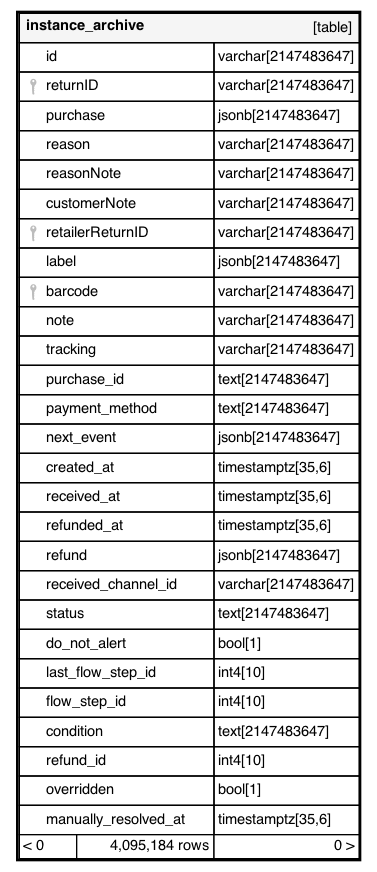 instance_archive [table]
id varchar[2147483647]
returnID varchar[2147483647]
purchase jsonb[2147483647]
reason varchar[2147483647]
reasonNote varchar[2147483647]
customerNote varchar[2147483647]
retailerReturnID varchar[2147483647]
label jsonb[2147483647]
barcode varchar[2147483647]
note varchar[2147483647]
tracking varchar[2147483647]
purchase_id text[2147483647]
payment_method text[2147483647]
next_event jsonb[2147483647]
created_at timestamptz[35,6]
received_at timestamptz[35,6]
refunded_at timestamptz[35,6]
refund jsonb[2147483647]
received_channel_id varchar[2147483647]
status text[2147483647]
do_not_alert bool[1]
last_flow_step_id int4[10]
flow_step_id int4[10]
condition text[2147483647]
refund_id int4[10]
overridden bool[1]
manually_resolved_at timestamptz[35,6]
< 0 4,095,184 rows 0 >